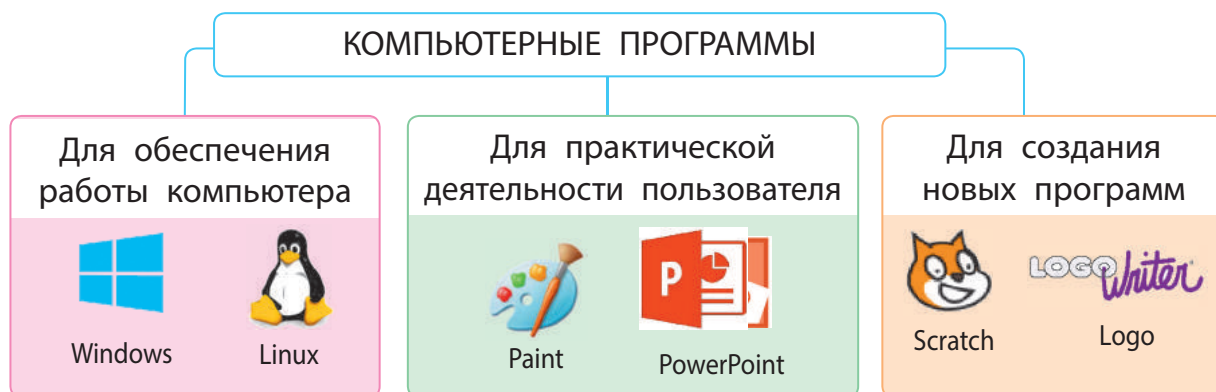 КОМПЬЮТЕРНЫЕ ПРОГРАММЫ
Для обеспечения
работы компьютера
Windows
Linux
Для практической
деятельности пользователя
P
Paint
PowerPoint
Для создания
новых программ
LOGO Writer
Scratch
Logo